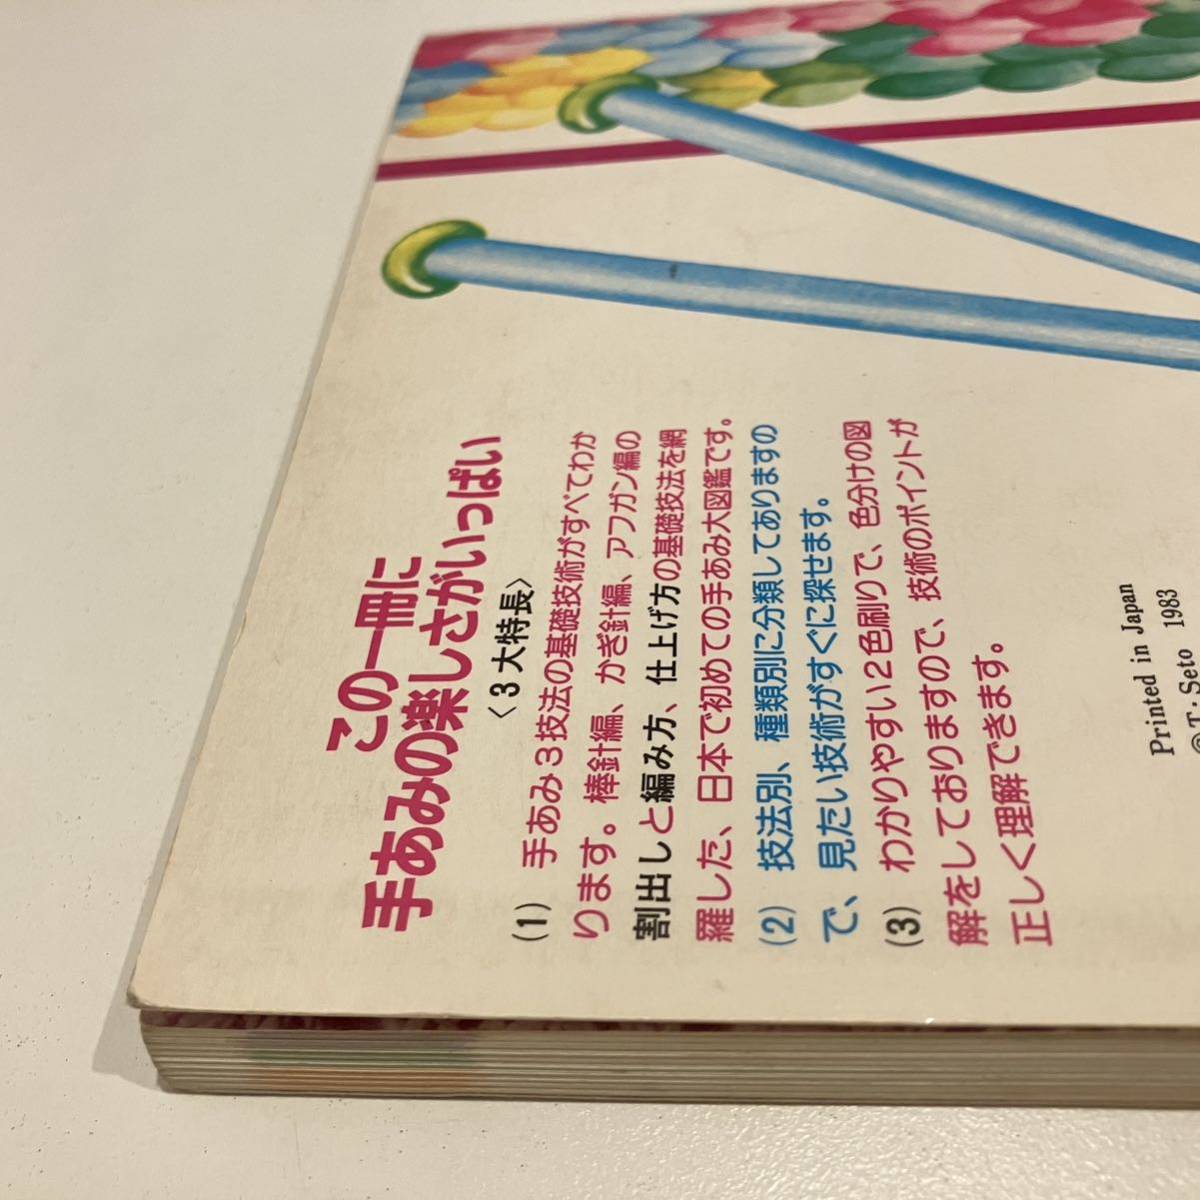 この一冊に
手あみの楽しさがいっぱい
〈3大特長〉
(1) 手あみ3技法の基礎技術がすべてわか
ります。棒針編、かぎ針編、アフガン編の
割出しと編み方、仕上げ方の基礎技法を網
羅した、日本で初めての手あみ大図鑑です。
(2) 技法別、種類別に分類してありますの
で、見たい技術がすぐに探せます。
(3) わかりやすい2色刷りで、色分けの図
解をしておりますので、技術のポイントが
正しく理解できます。
Printed in Japan
©T・Seto 1983